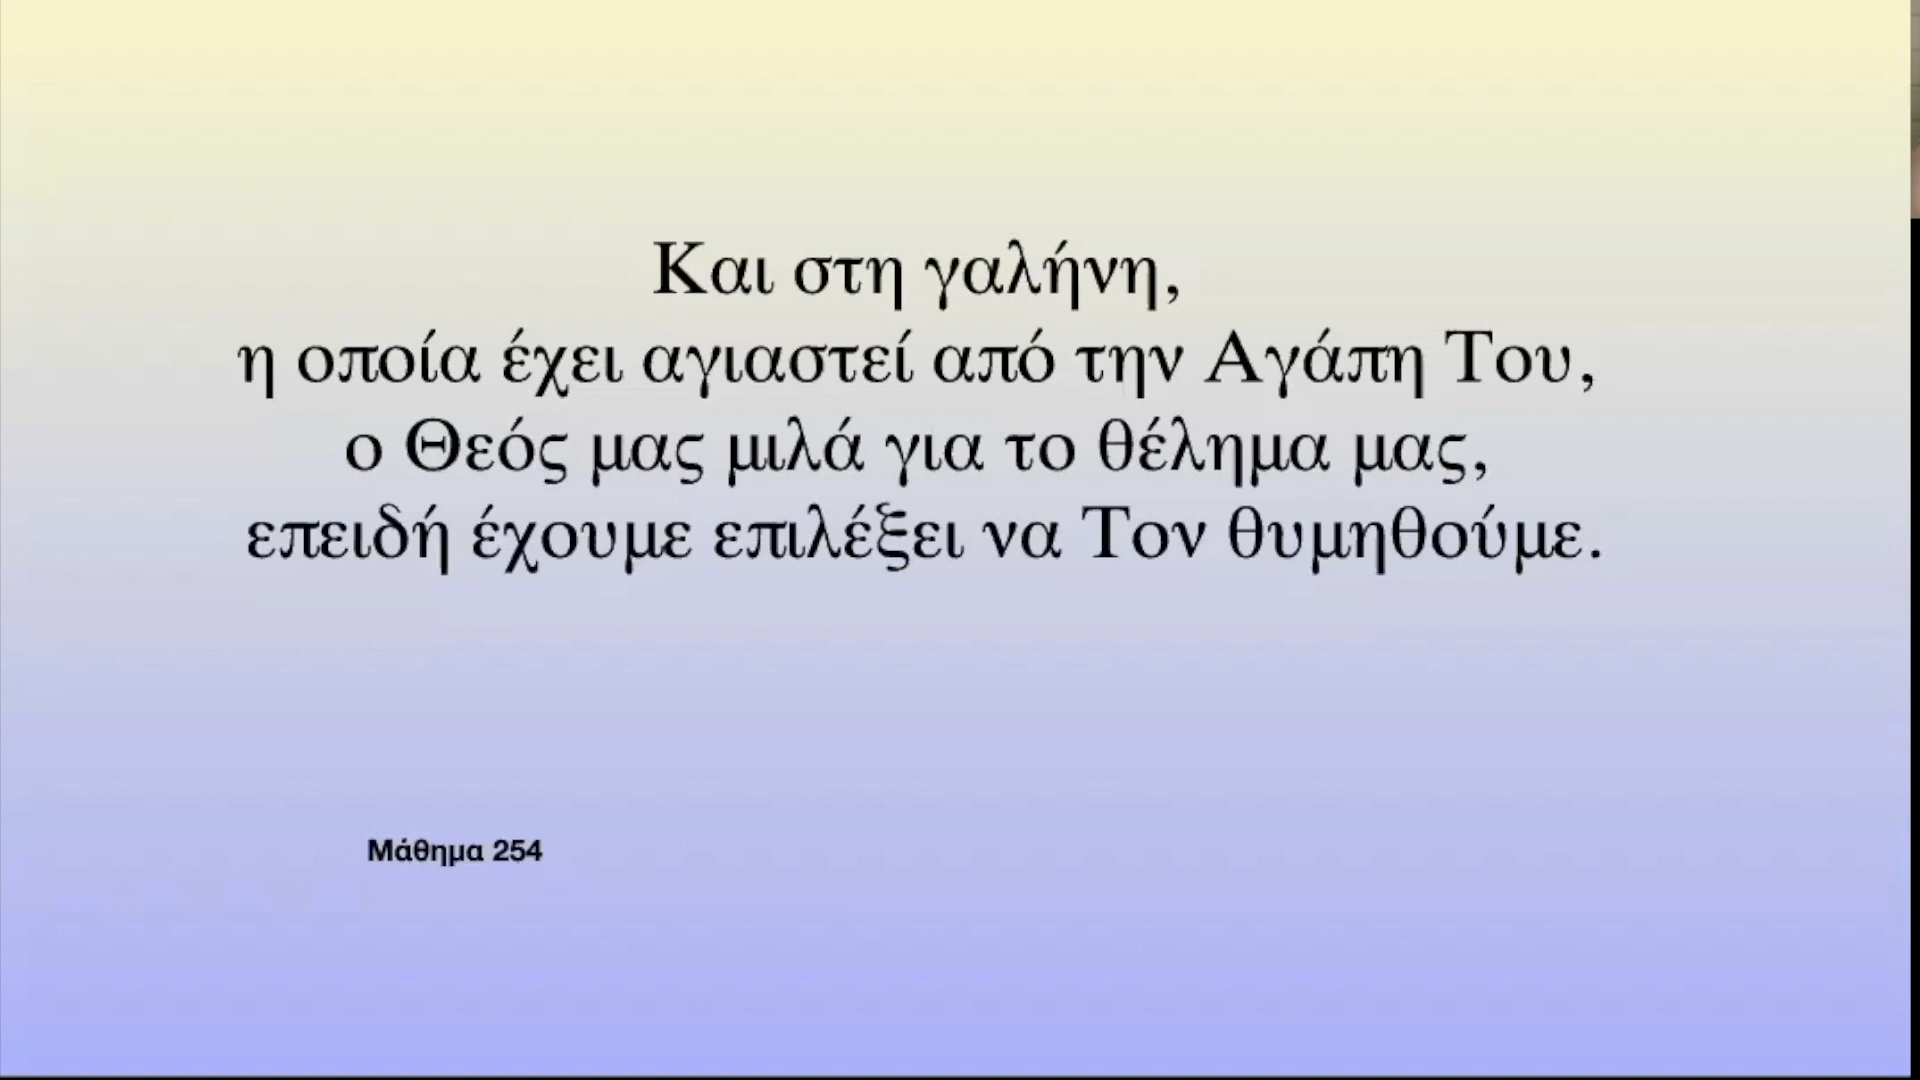 Και στη γαλήνη,
η οποία έχει αγιαστεί από την Αγάπη Του,
ο Θεός μας μιλά για το θέλημα μας,
επειδή έχουμε επιλέξει να Τον θυμηθούμε.
Μάθημα 254